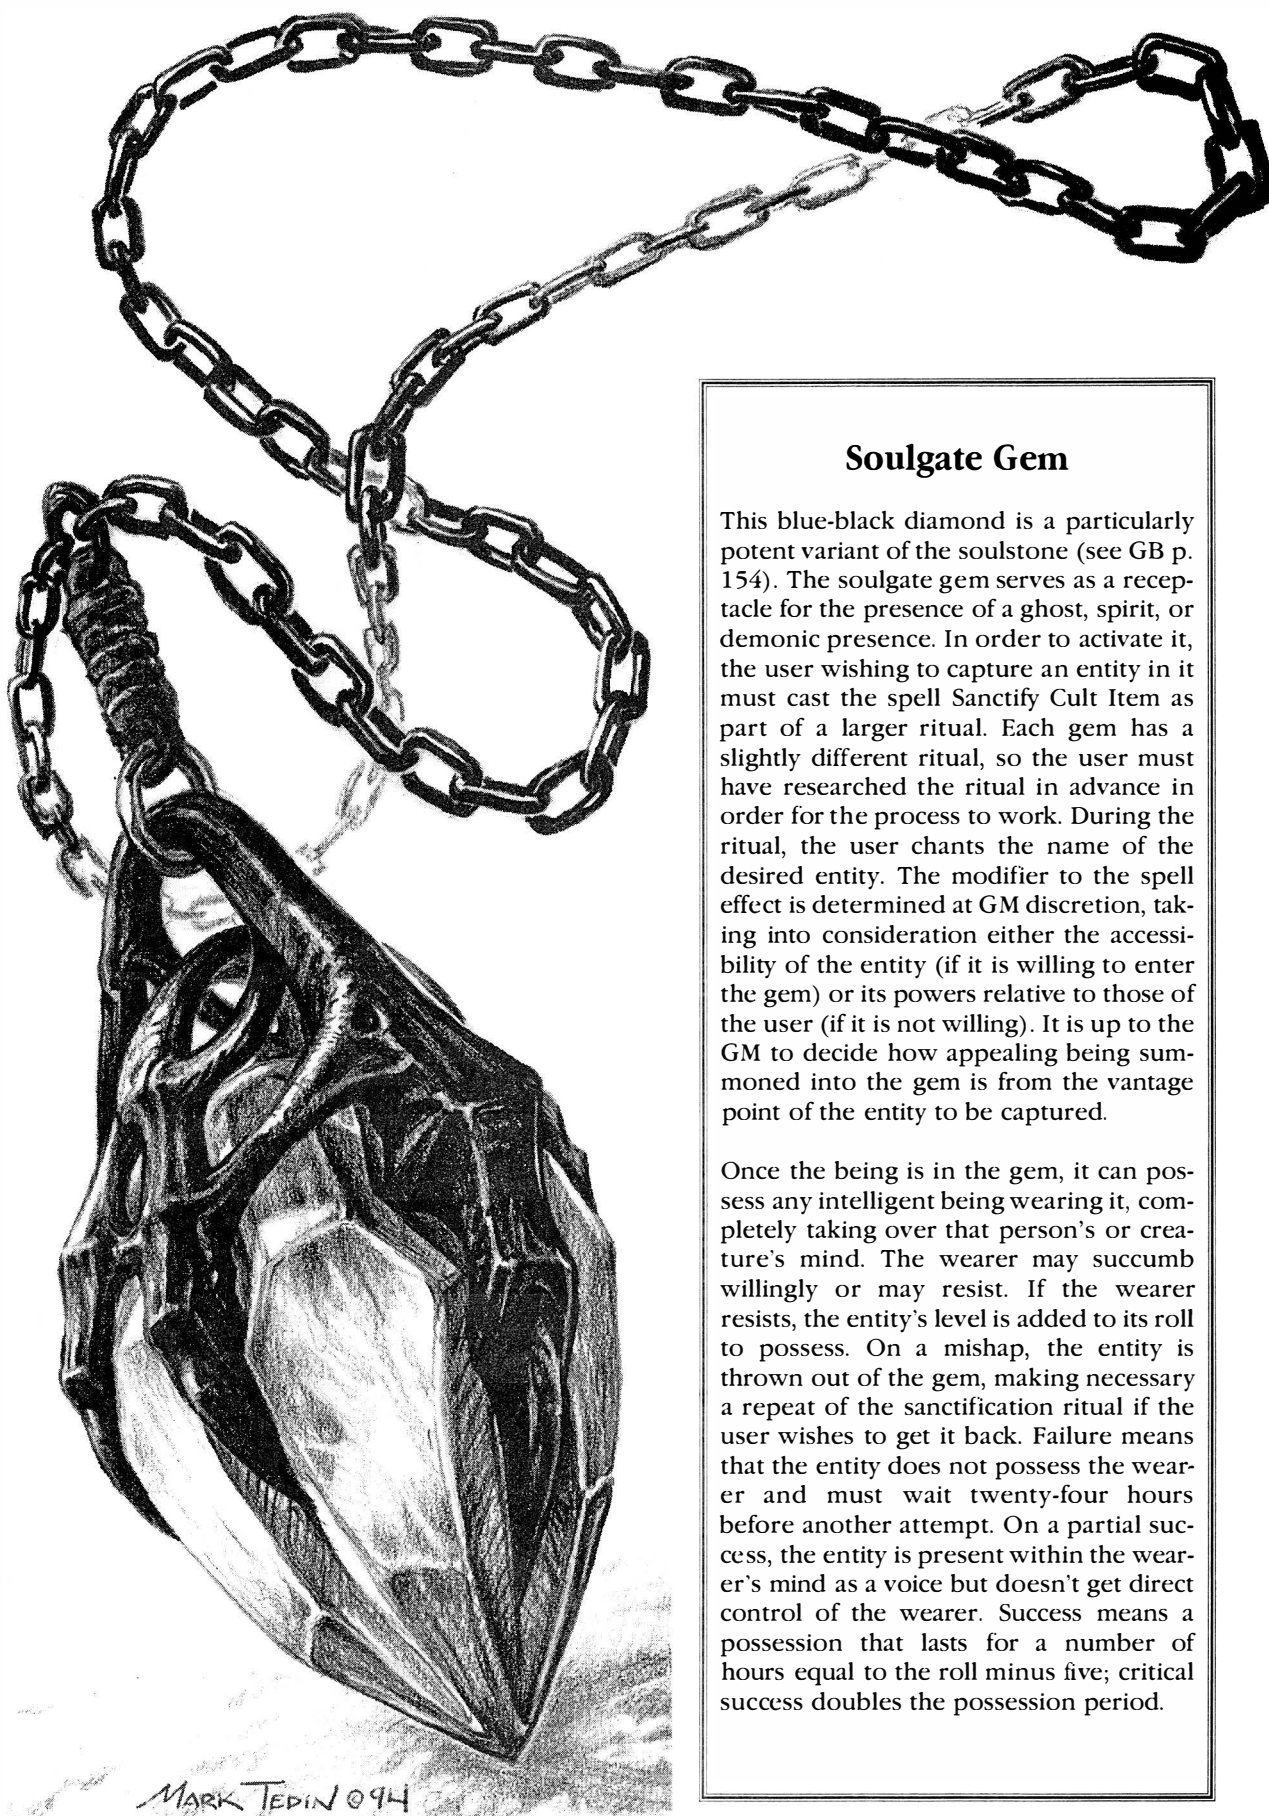 Soulgate Gem
This blue-black diamond is a particularly
potent variant of the soulstone (see GB p.
154). The soulgate gem serves as a recep-
tacle for the presence of a ghost, spirit, or
demonic presence. In order to activate it,
the user wishing to capture an entity in it
must cast the spell Sanctify Cult Item as
part of a larger ritual. Each gem has a
slightly different ritual, so the user must
have researched the ritual in advance in
order for the process to work. During the
ritual, the user chants the name of the
desired entity. The modifier to the spell
effect is determined at GM discretion, tak-
ing into consideration either the accessi-
bility of the entity (if it is willing to enter
the gem) or its powers relative to those of
the user (if it is not willing). It is up to the
GM to decide how appealing being sum-
moned into the gem is from the vantage
point of the entity to be captured.
Once the being is in the gem, it can pos-
sess any intelligent being wearing it, com-
pletely taking over that person's or crea-
ture's mind. The wearer may succumb
willingly or may resist. If the wearer
resists, the entity's level is added to its roll
to possess. On a mishap, the entity is
thrown out of the gem, making necessary
a repeat of the sanctification ritual if the
user wishes to get it back. Failure means
that the entity does not possess the wear-
er and must wait twenty-four hours
before another attempt. On a partial suc-
cess, the entity is present within the wear-
er's mind as a voice but doesn't get direct
control of the wearer. Success means a
possession that lasts for a number of
hours equal to the roll minus five; critical
success doubles the possession period.
MARK TEDIN ©94